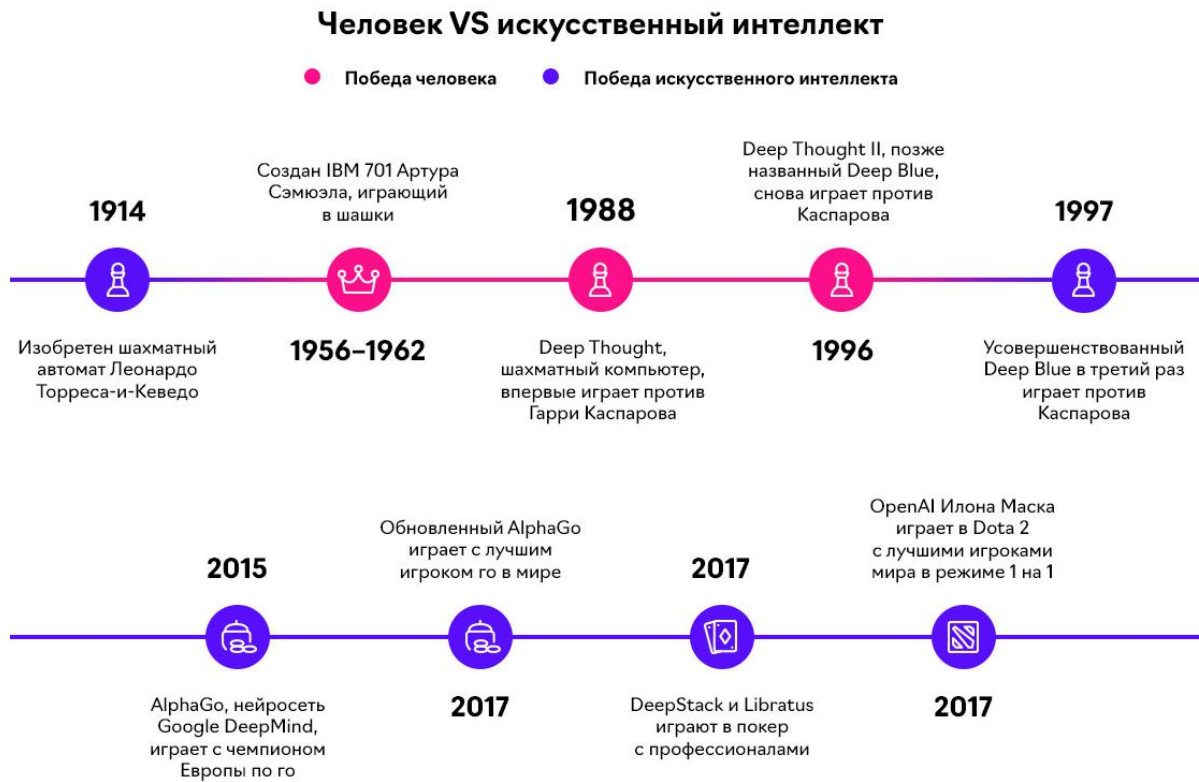 Человек VS искусственный интеллект
Победа человека
Победа искусственного интеллекта
1914
Изобретен шахматный
автомат Леонардо
Торреса-и-Кеведо
Создан IBM 701 Артура
Сэмюэла, играющий
в шашки
1956–1962
1988
Deep Thought,
шахматный компьютер,
впервые играет против
Гарри Каспарова
Deep Thought II, позже
названный Deep Blue,
снова играет против
Каспарова
1996
1997
Усовершенствованный
Deep Blue в третий раз
играет против
Каспарова
2015
AlphaGo, нейросеть
Google DeepMind,
играет с чемпионом
Европы по го
Обновленный AlphaGo
играет с лучшим
игроком го в мире
2017
2017
DeepStack и Libratus
играют в покер
с профессионалами
OpenAI Илона Маска
играет в Dota 2
с лучшими игроками
мира в режиме 1 на 1
2017